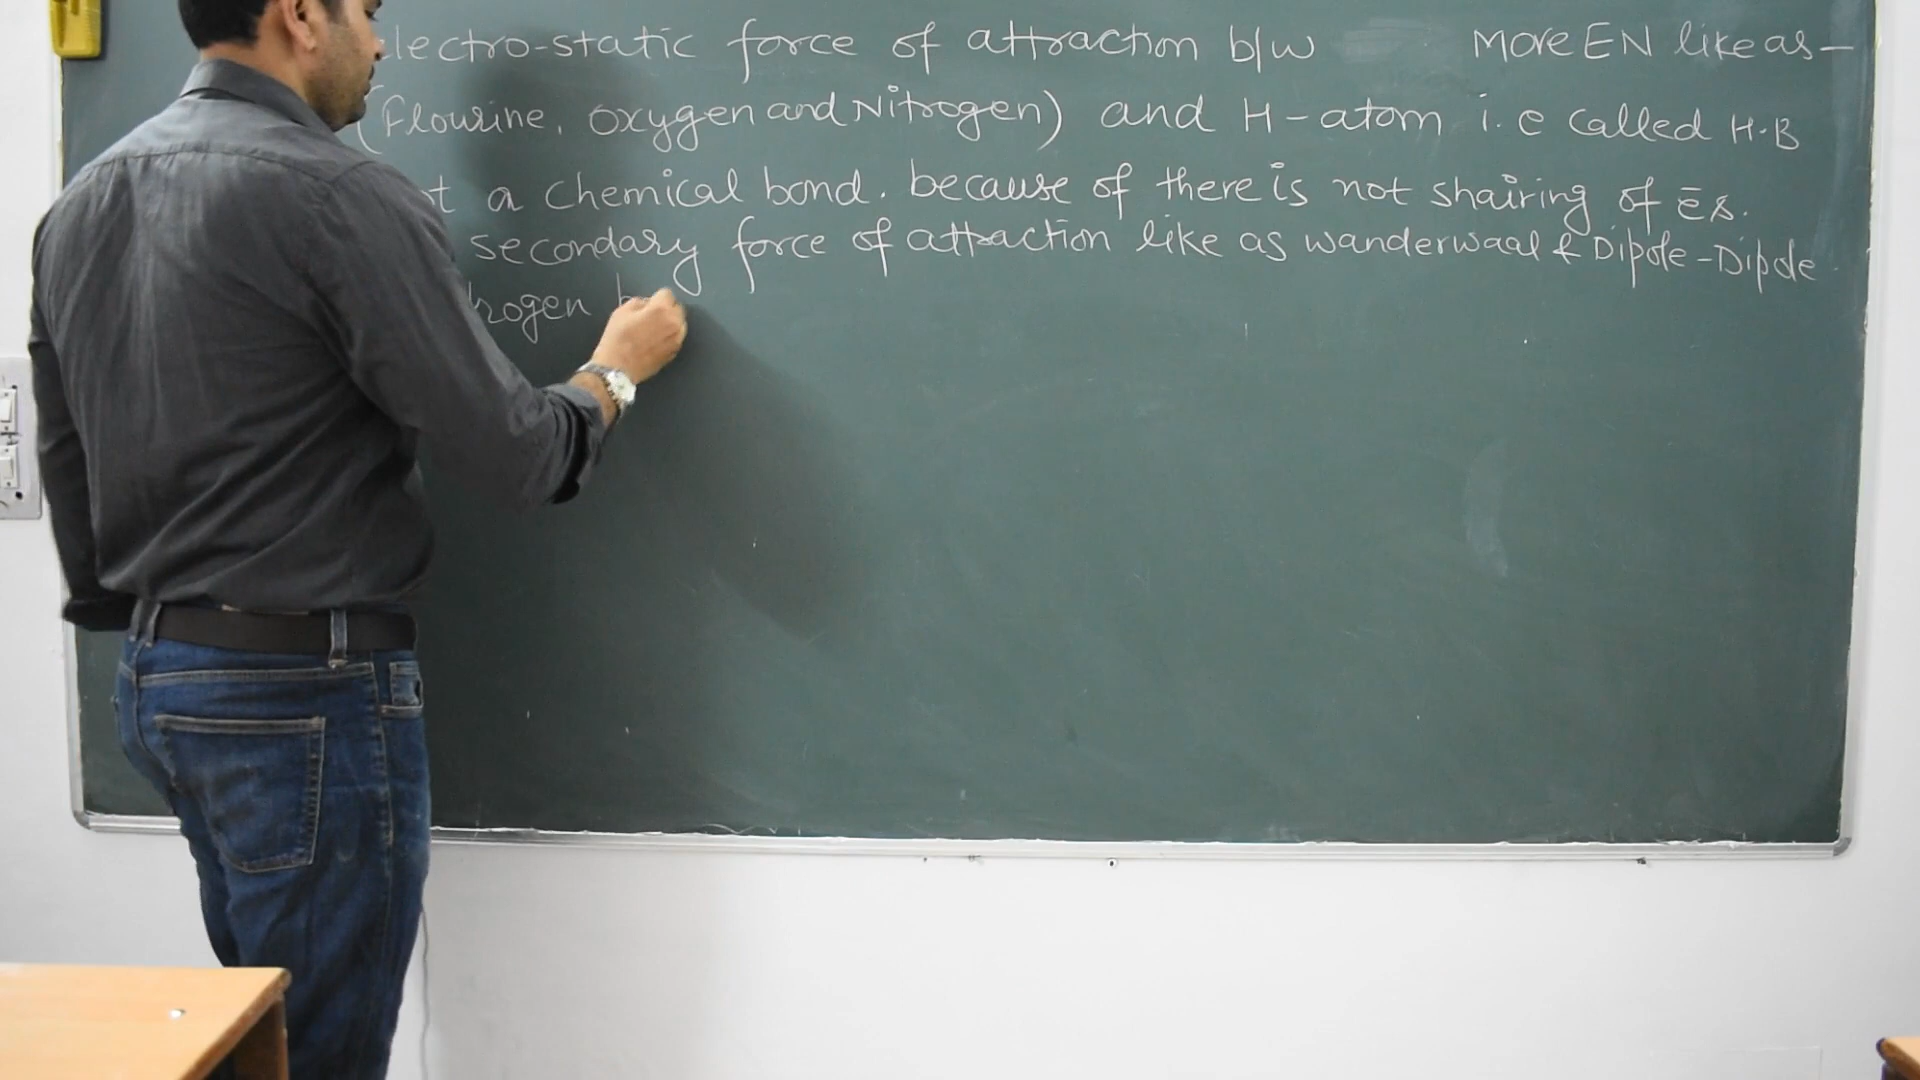 lectro-static force of attraction b/w More EN like as —
(Flourine, oxygen and Nitrogen) and H-atom i.e called H.B
t a chemical bond. because of there is not shairing of ēs.
secondary force of attraction like as wanderwaal & Dipole-Dipole
rogen